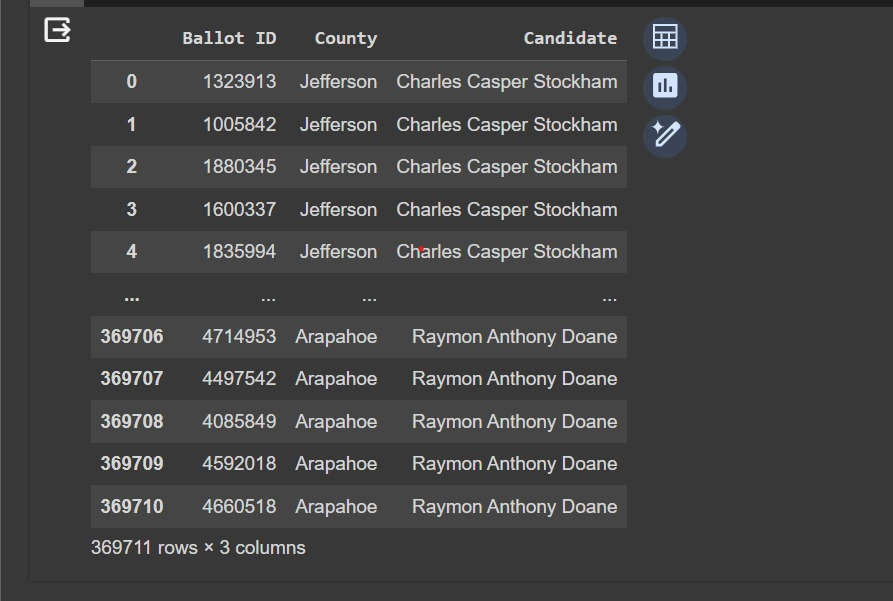 Ballot ID County Candidate
0 1323913 Jefferson Charles Casper Stockham
1 1005842 Jefferson Charles Casper Stockham
2 1880345 Jefferson Charles Casper Stockham
3 1600337 Jefferson Charles Casper Stockham
4 1835994 Jefferson Charles Casper Stockham
... ... ... ...
369706 4714953 Arapahoe Raymon Anthony Doane
369707 4497542 Arapahoe Raymon Anthony Doane
369708 4085849 Arapahoe Raymon Anthony Doane
369709 4592018 Arapahoe Raymon Anthony Doane
369710 4660518 Arapahoe Raymon Anthony Doane
369711 rows × 3 columns